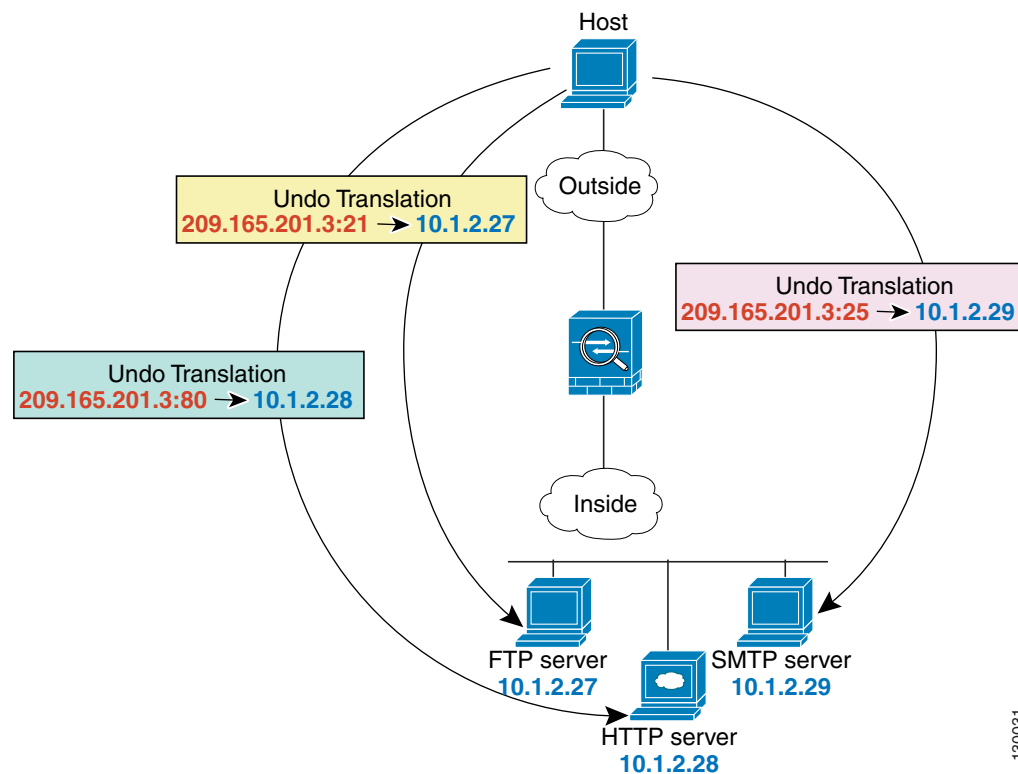 Host
Outside
Undo Translation
209.165.201.3:21 → 10.1.2.27
Undo Translation
209.165.201.3:25 → 10.1.2.29
Undo Translation
209.165.201.3:80 → 10.1.2.28
Inside
FTP server
10.1.2.27
SMTP server
10.1.2.29
HTTP server
10.1.2.28
130031